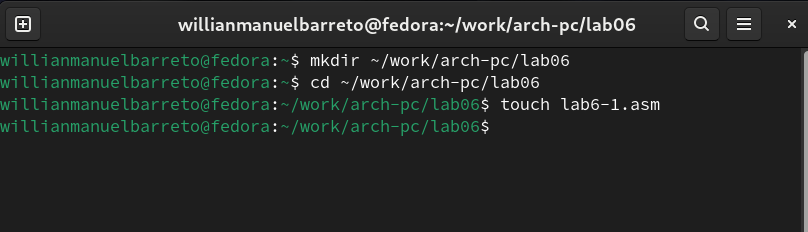 willianmanuelbarreto@fedora:~/work/arch-pc/lab06
willianmanuelbarreto@fedora:~$ mkdir ~/work/arch-pc/lab06
willianmanuelbarreto@fedora:~$ cd ~/work/arch-pc/lab06
willianmanuelbarreto@fedora:~/work/arch-pc/lab06$ touch lab6-1.asm
willianmanuelbarreto@fedora:~/work/arch-pc/lab06$